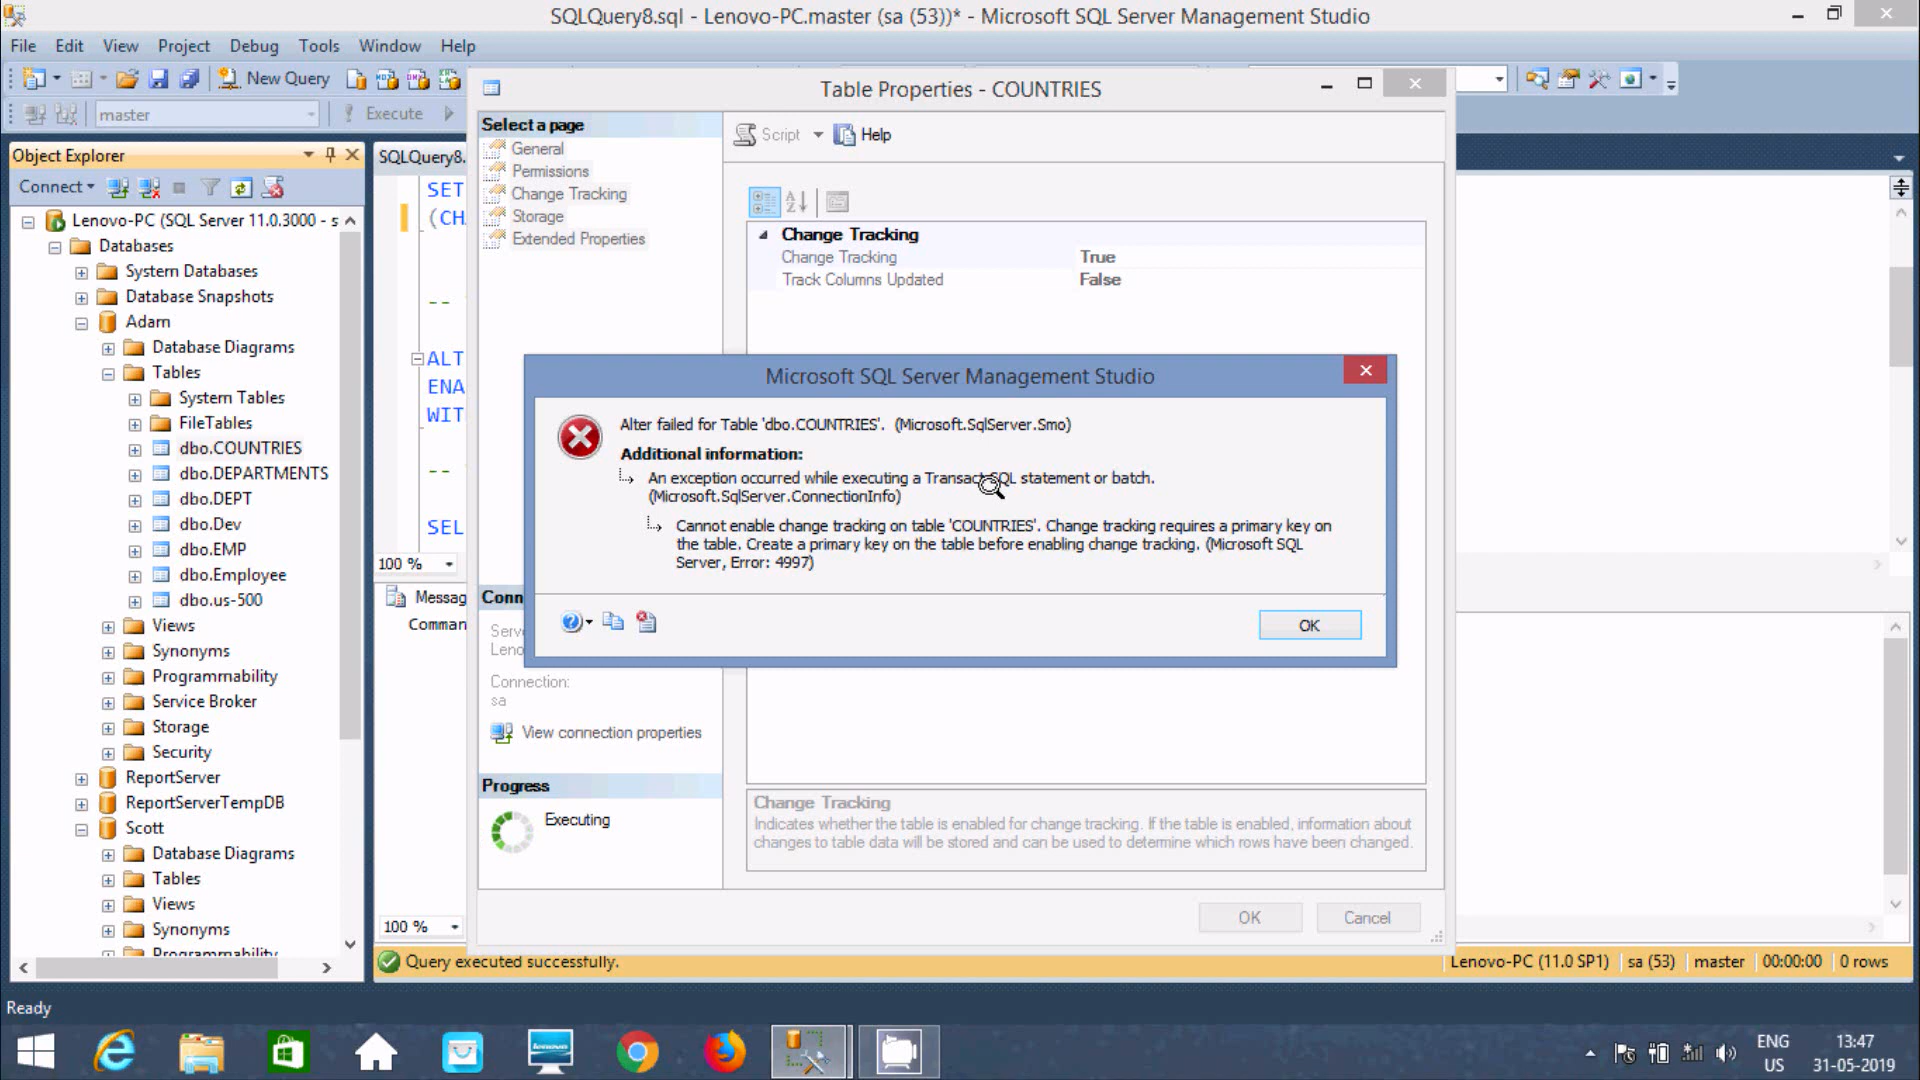 SQLQuery8.sql - Lenovo-PC.master (sa (53))* - Microsoft SQL Server Management Studio
File Edit View Project Debug Tools Window Help
New Query
master
Execute
Object Explorer
Connect
Lenovo-PC (SQL Server 11.0.3000 - s
Databases
System Databases
Database Snapshots
Adam
Database Diagrams
Tables
System Tables
FileTables
dbo.COUNTRIES
dbo.DEPARTMENTS
dbo.DEPT
dbo.Dev
dbo.EMP
dbo.Employee
dbo.us-500
Views
Synonyms
Programmability
Service Broker
Storage
Security
ReportServer
ReportServerTempDB
Scott
Database Diagrams
Tables
Views
Synonyms
Programmability
SQLQuery8.
SET
(CH
--
ALT
ENA
WIT
--
SEL
100 %
Messag
Comman
100 %
Table Properties - COUNTRIES
Select a page
General
Permissions
Change Tracking
Storage
Extended Properties
Script Help
Change Tracking
Change Tracking True
Track Columns Updated False
Microsoft SQL Server Management Studio
Alter failed for Table 'dbo.COUNTRIES'. (Microsoft.SqlServer.Smo)
Additional information:
An exception occurred while executing a Transact-SQL statement or batch.
(Microsoft.SqlServer.ConnectionInfo)
Cannot enable change tracking on table 'COUNTRIES'. Change tracking requires a primary key on
the table. Create a primary key on the table before enabling change tracking. (Microsoft SQL
Server, Error: 4997)
OK
Conn
Serve
Leno
Connection:
sa
View connection properties
Progress
Executing
Change Tracking
Indicates whether the table is enabled for change tracking. If the table is enabled, information about
changes to table data will be stored and can be used to determine which rows have been changed.
OK Cancel
Query executed successfully.
Lenovo-PC (11.0 SP1) sa (53) master 00:00:00 0 rows
Ready
ENG
US
13:47
31-05-2019